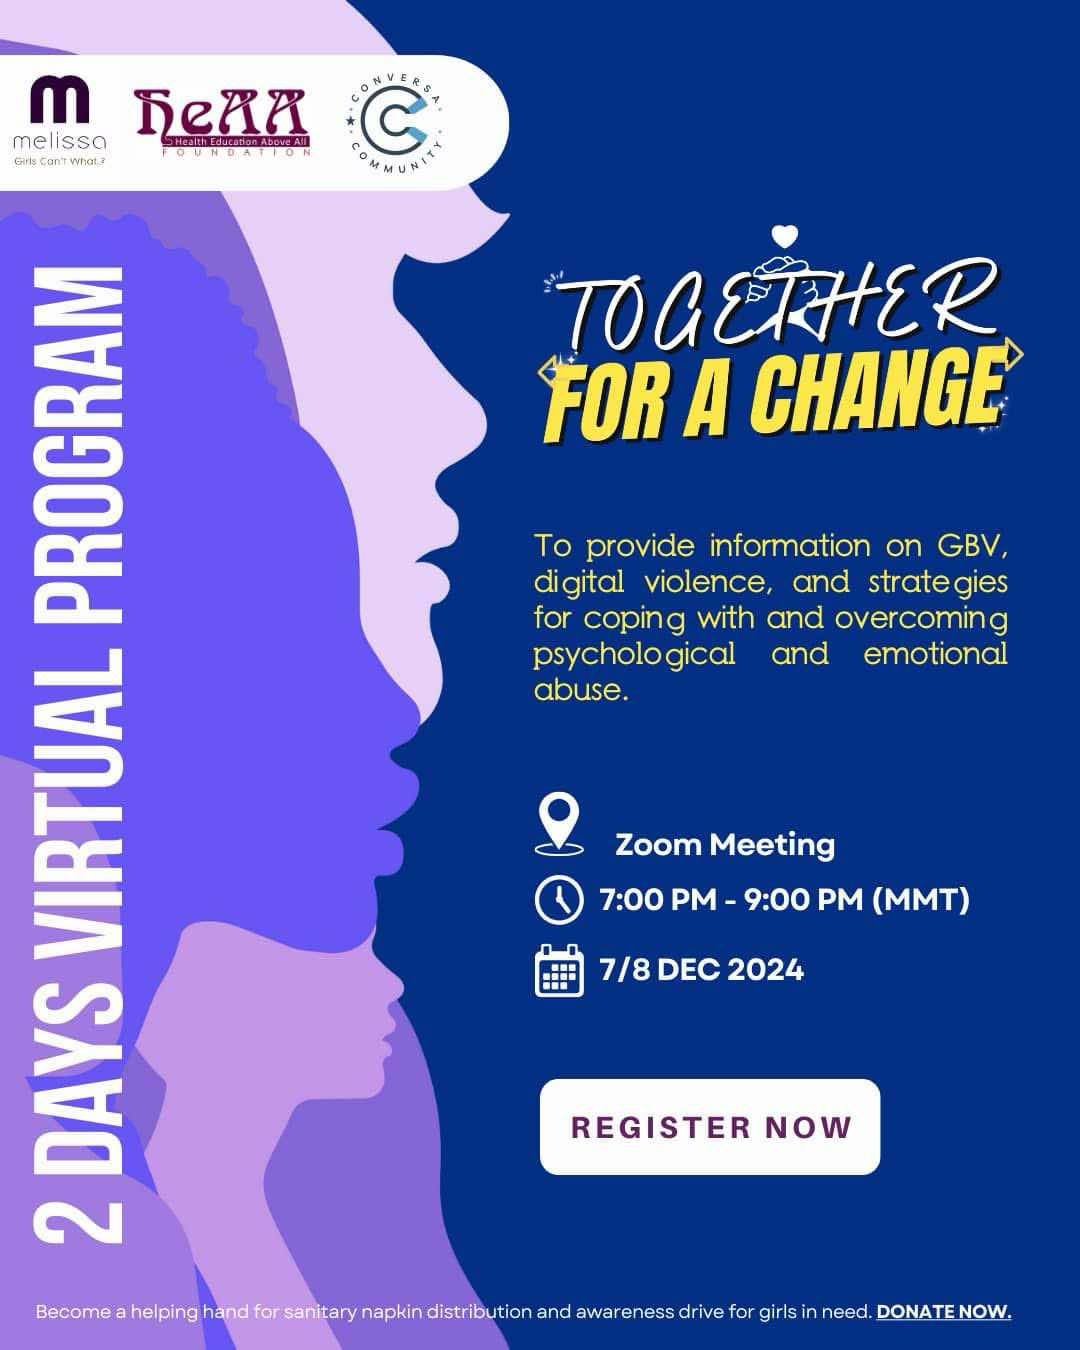 m
melissa
Girls Can't What..?
HeAA
Health Education Above All
FOUNDATION
CONVERSA
COMMUNITY
2 DAYS VIRTUAL PROGRAM
TOGETHER
FOR A CHANGE
To provide information on GBV,
digital violence, and strategies
for coping with and overcoming
psychological and emotional
abuse.
Zoom Meeting
7:00 PM - 9:00 PM (MMT)
7/8 DEC 2024
REGISTER NOW
Become a helping hand for sanitary napkin distribution and awareness drive for girls in need. DONATE NOW.